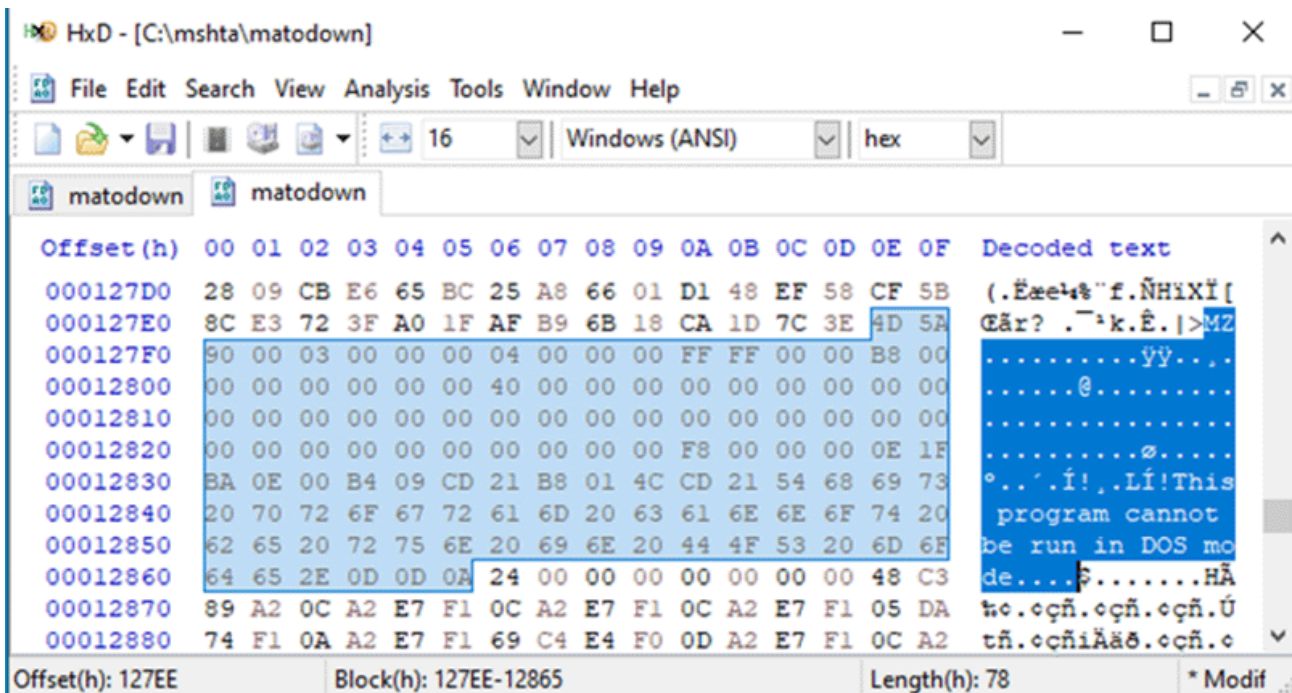 HxD - [C:\mshta\matodown]
File Edit Search View Analysis Tools Window Help
16 Windows (ANSI) hex
matodown matodown
Offset(h) 00 01 02 03 04 05 06 07 08 09 0A 0B 0C 0D 0E 0F Decoded text
000127D0 28 09 CB E6 65 BC 25 A8 66 01 D1 48 EF 58 CF 5B (.Ëæe¼%¨f.ÑHïXÏ[
000127E0 8C E3 72 3F A0 1F AF B9 6B 18 CA 1D 7C 3E 4D 5A Œãr? .¯¹k.Ê.|>MZ
000127F0 90 00 03 00 00 00 04 00 00 00 FF FF 00 00 B8 00 ..........ÿÿ..¸.
00012800 00 00 00 00 00 00 40 00 00 00 00 00 00 00 00 00 ......@.........
00012810 00 00 00 00 00 00 00 00 00 00 00 00 00 00 00 00 ................
00012820 00 00 00 00 00 00 00 00 00 00 F8 00 00 00 0E 1F ..........ø.....
00012830 BA 0E 00 B4 09 CD 21 B8 01 4C CD 21 54 68 69 73 º..´.Í!¸.LÍ!This
00012840 20 70 72 6F 67 72 61 6D 20 63 61 6E 6E 6F 74 20 program cannot
00012850 62 65 20 72 75 6E 20 69 6E 20 44 4F 53 20 6D 6F be run in DOS mo
00012860 64 65 2E 0D 0D 0A 24 00 00 00 00 00 00 00 48 C3 de....$.......HÃ
00012870 89 A2 0C A2 E7 F1 0C A2 E7 F1 0C A2 E7 F1 05 DA ‰¢.¢çñ.¢çñ.¢çñ.Ú
00012880 74 F1 0A A2 E7 F1 69 C4 E4 F0 0D A2 E7 F1 0C A2 tñ.¢çñiÄäð.¢çñ.¢
Offset(h): 127EE Block(h): 127EE-12865 Length(h): 78 * Modif